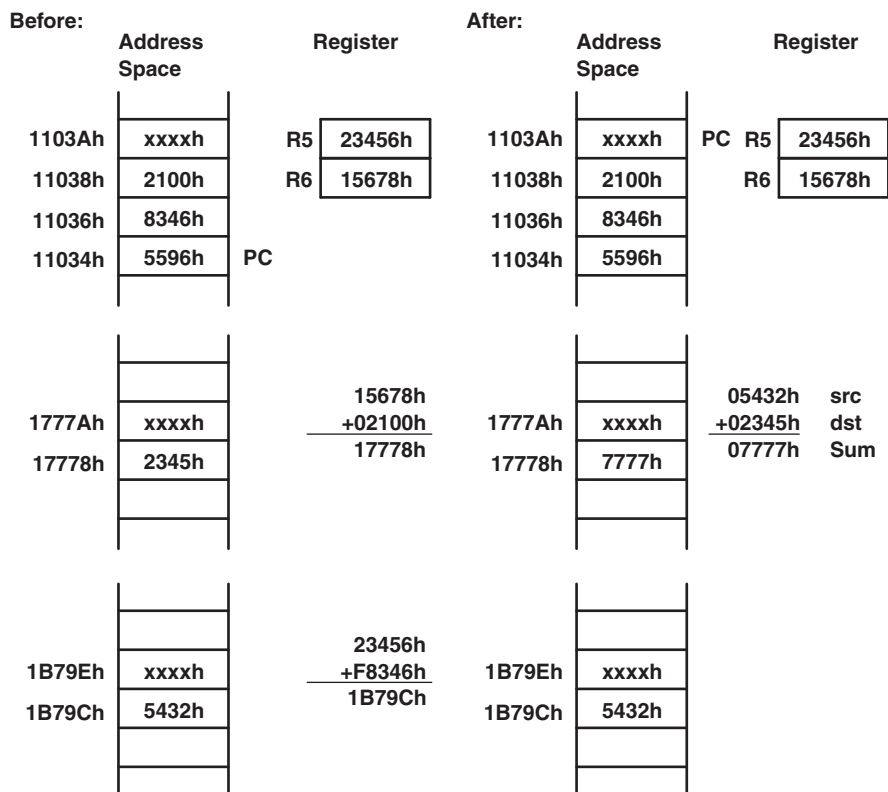 Before:
Address Space
Register
1103Ah xxxxh R5 23456h
11038h 2100h R6 15678h
11036h 8346h
11034h 5596h PC
15678h
1777Ah xxxxh +02100h
17778h 2345h 17778h
23456h
1B79Eh xxxxh +F8346h
1B79Ch 5432h 1B79Ch
After:
Address Space
Register
1103Ah xxxxh PC R5 23456h
11038h 2100h R6 15678h
11036h 8346h
11034h 5596h
05432h src
1777Ah xxxxh +02345h dst
17778h 7777h 07777h Sum
1B79Eh xxxxh
1B79Ch 5432h